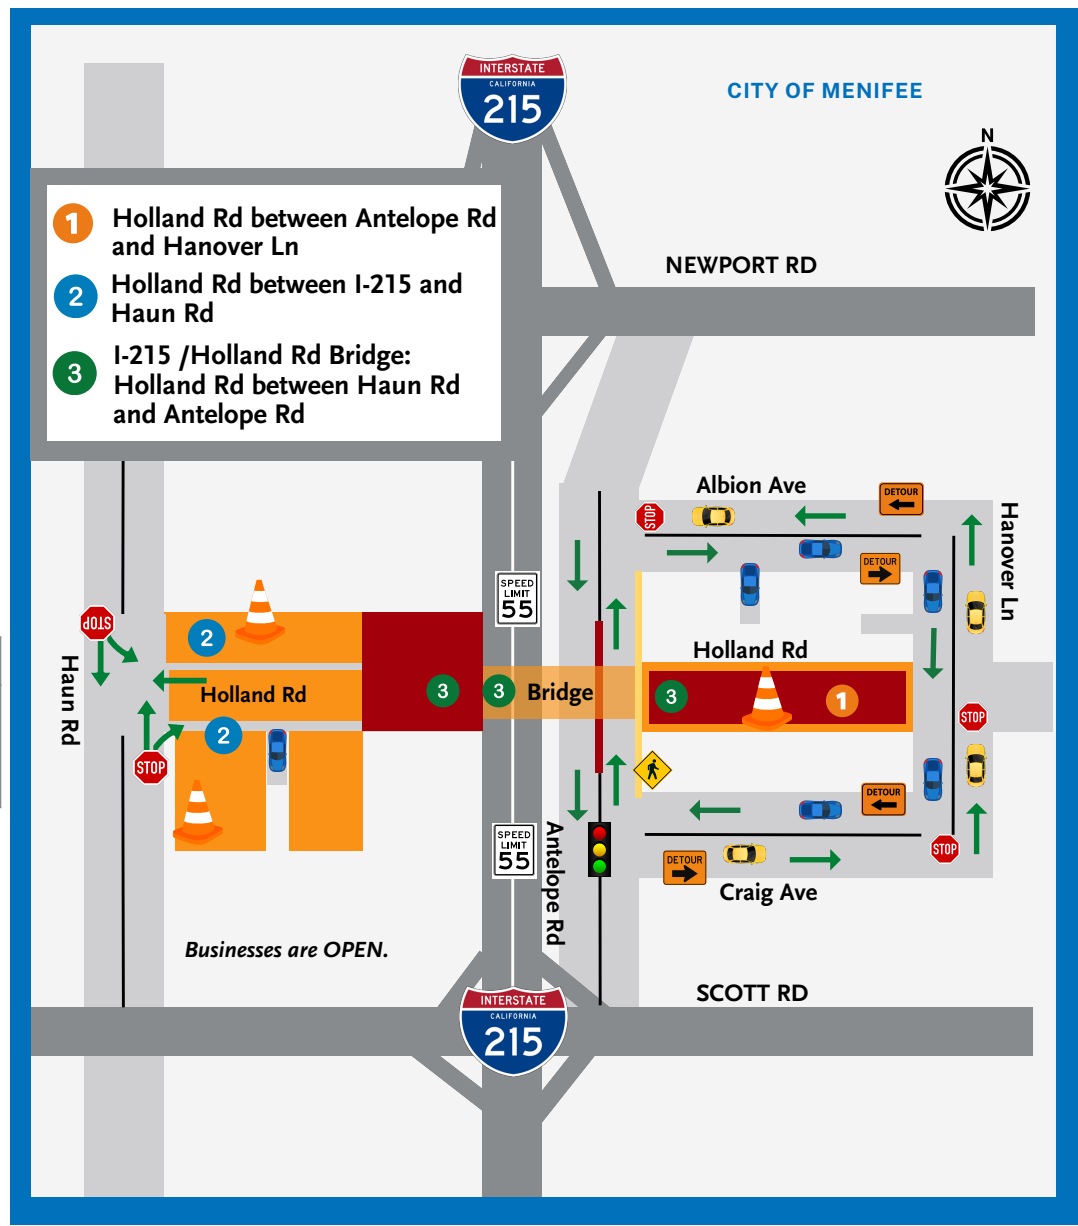 INTERSTATE
CALIFORNIA
215
CITY OF MENIFEE
N
1 Holland Rd between Antelope Rd
and Hanover Ln
2 Holland Rd between I-215 and
Haun Rd
3 I-215 /Holland Rd Bridge:
Holland Rd between Haun Rd
and Antelope Rd
NEWPORT RD
Albion Ave
DETOUR
STOP
Hanover Ln
DETOUR
SPEED
LIMIT
55
STOP
2
Holland Rd
Haun Rd
Holland Rd
3
3
Bridge
3
1
STOP
2
STOP
DETOUR
SPEED
LIMIT
55
Antelope Rd
STOP
DETOUR
Craig Ave
Businesses are OPEN.
SCOTT RD
INTERSTATE
CALIFORNIA
215